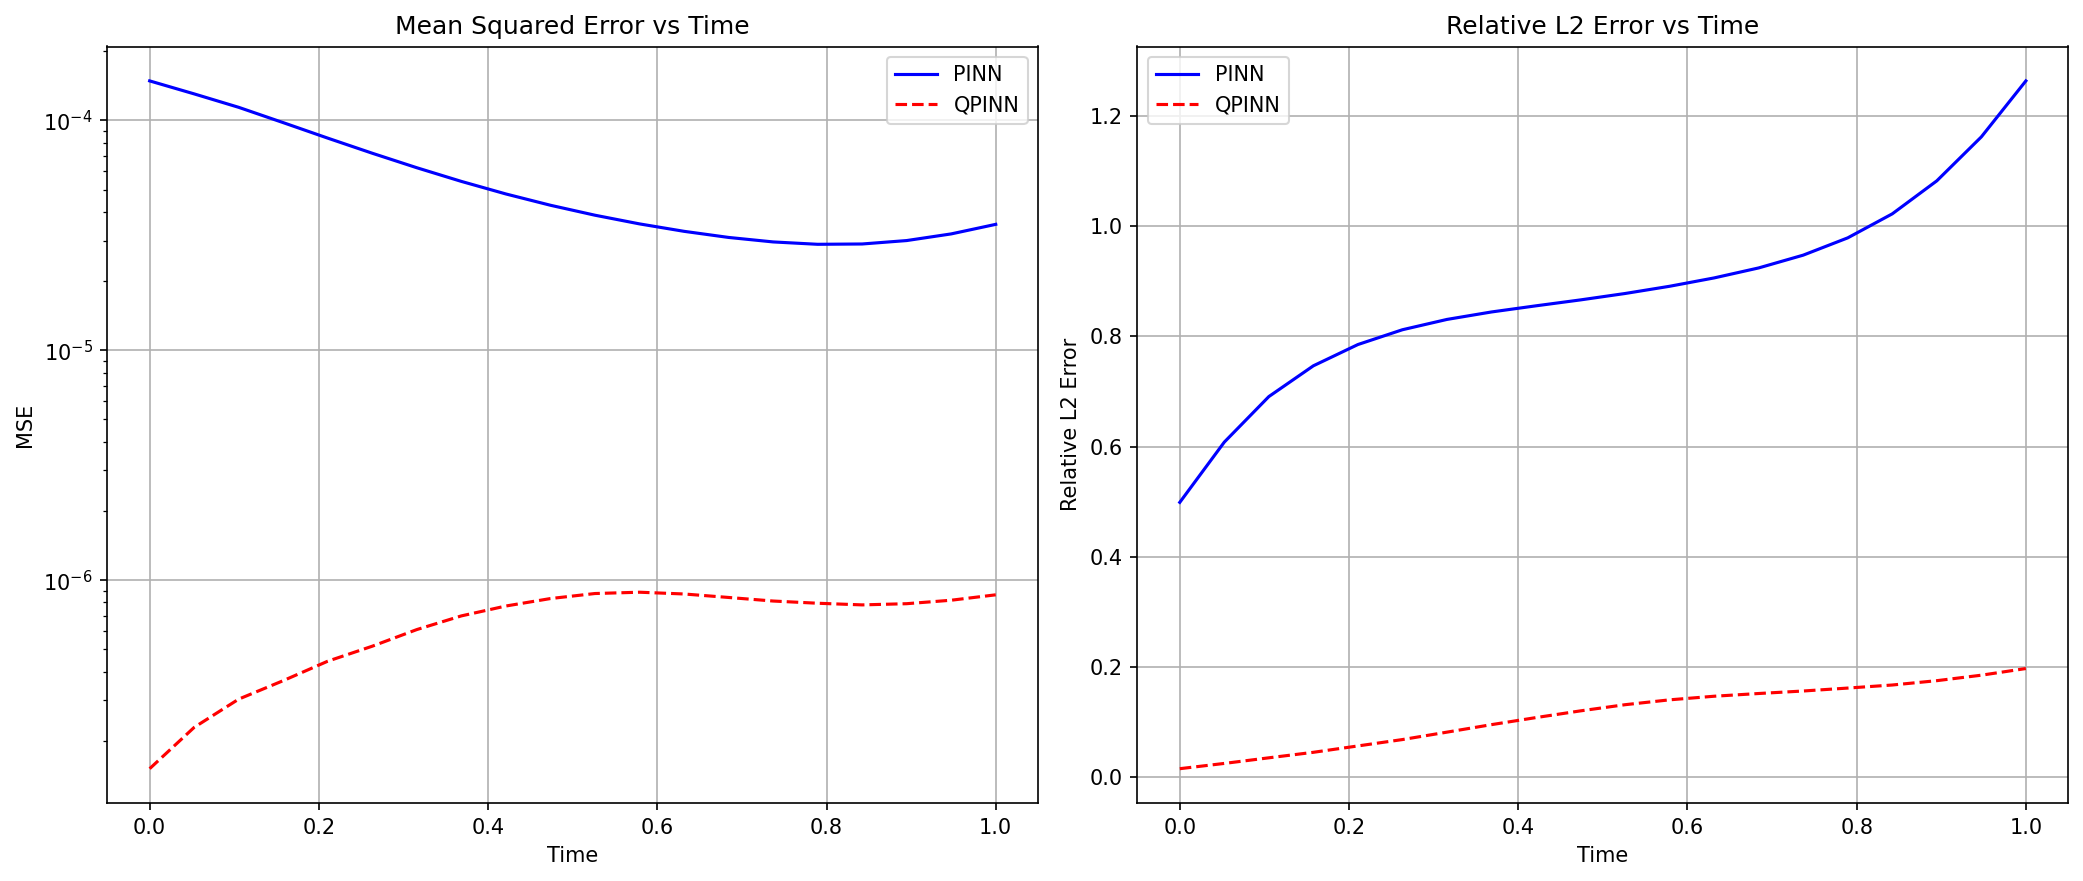 Mean Squared Error vs Time
PINN
QPINN
10⁻⁴
10⁻⁵
10⁻⁶
MSE
0.0 0.2 0.4 0.6 0.8 1.0
Time
Relative L2 Error vs Time
PINN
QPINN
1.2
1.0
0.8
0.6
0.4
0.2
0.0
Relative L2 Error
0.0 0.2 0.4 0.6 0.8 1.0
Time